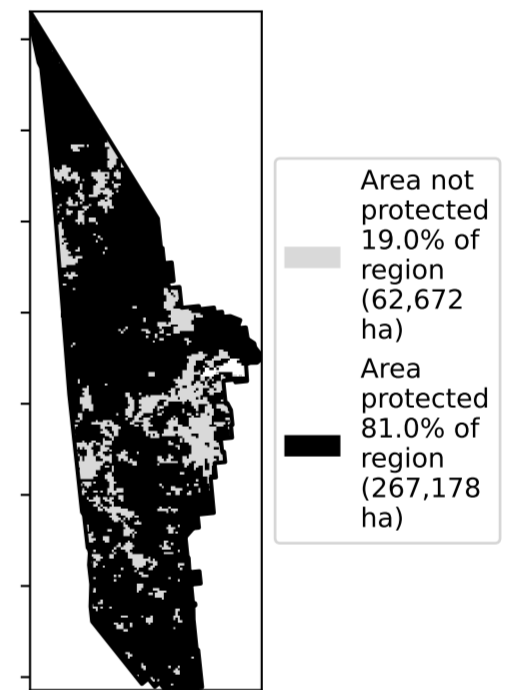 Area not
protected
19.0% of
region
(62,672
ha)
Area
protected
81.0% of
region
(267,178
ha)